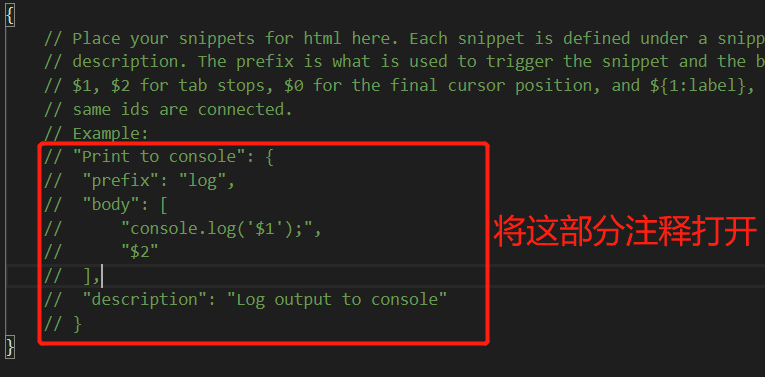 {
// Place your snippets for html here. Each snippet is defined under a
// description. The prefix is what is used to trigger the snippet and the
// $1, $2 for tab stops, $0 for the final cursor position, and ${1:label},
// same ids are connected.
// Example:
// "Print to console": {
//  "prefix": "log",
//  "body": [
//      "console.log('$1');",
//      "$2"
//  ],
//  "description": "Log output to console"
// }
}
将这部分注释打开